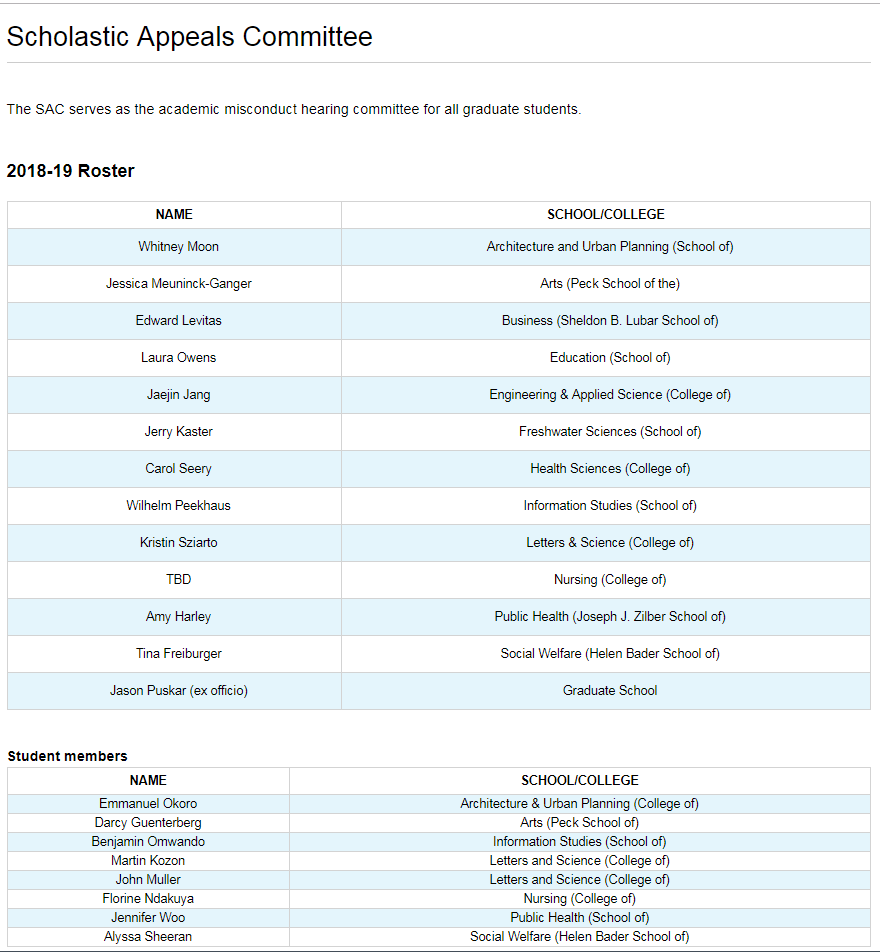 Scholastic Appeals Committee
The SAC serves as the academic misconduct hearing committee for all graduate students.
2018-19 Roster
NAME SCHOOL/COLLEGE
Whitney Moon Architecture and Urban Planning (School of)
Jessica Meuninck-Ganger Arts (Peck School of the)
Edward Levitas Business (Sheldon B. Lubar School of)
Laura Owens Education (School of)
Jaejin Jang Engineering & Applied Science (College of)
Jerry Kaster Freshwater Sciences (School of)
Carol Seery Health Sciences (College of)
Wilhelm Peekhaus Information Studies (School of)
Kristin Sziarto Letters & Science (College of)
TBD Nursing (College of)
Amy Harley Public Health (Joseph J. Zilber School of)
Tina Freiburger Social Welfare (Helen Bader School of)
Jason Puskar (ex officio) Graduate School
Student members
NAME SCHOOL/COLLEGE
Emmanuel Okoro Architecture & Urban Planning (College of)
Darcy Guenterberg Arts (Peck School of)
Benjamin Omwando Information Studies (School of)
Martin Kozon Letters and Science (College of)
John Muller Letters and Science (College of)
Florine Ndakuya Nursing (College of)
Jennifer Woo Public Health (School of)
Alyssa Sheeran Social Welfare (Helen Bader School of)